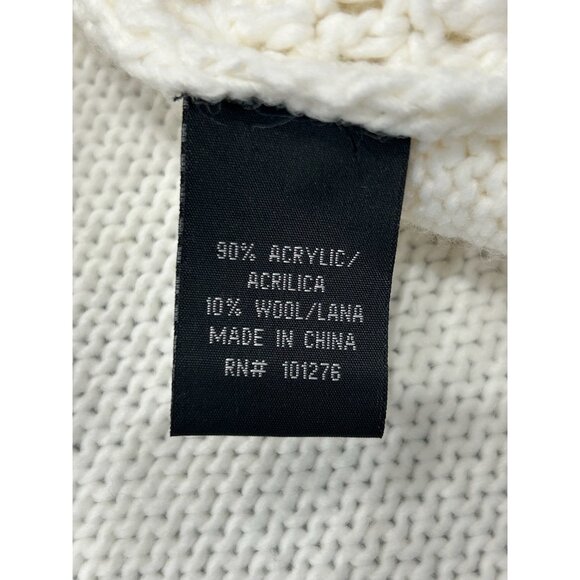 90% ACRYLIC/
ACRILICA
10% WOOL/LANA
MADE IN CHINA
RN# 101276